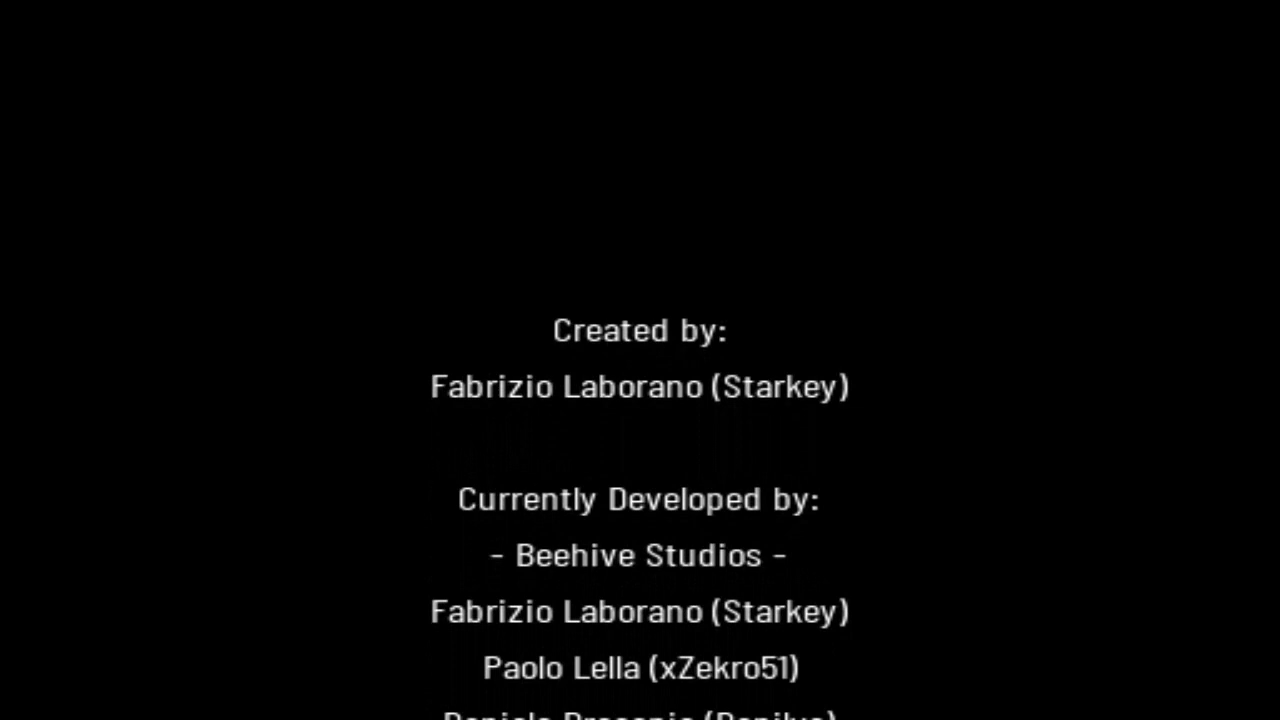 Created by:
Fabrizio Laborano (Starkey)
Currently Developed by:
- Beehive Studios -
Fabrizio Laborano (Starkey)
Paolo Lella (xZekro51)